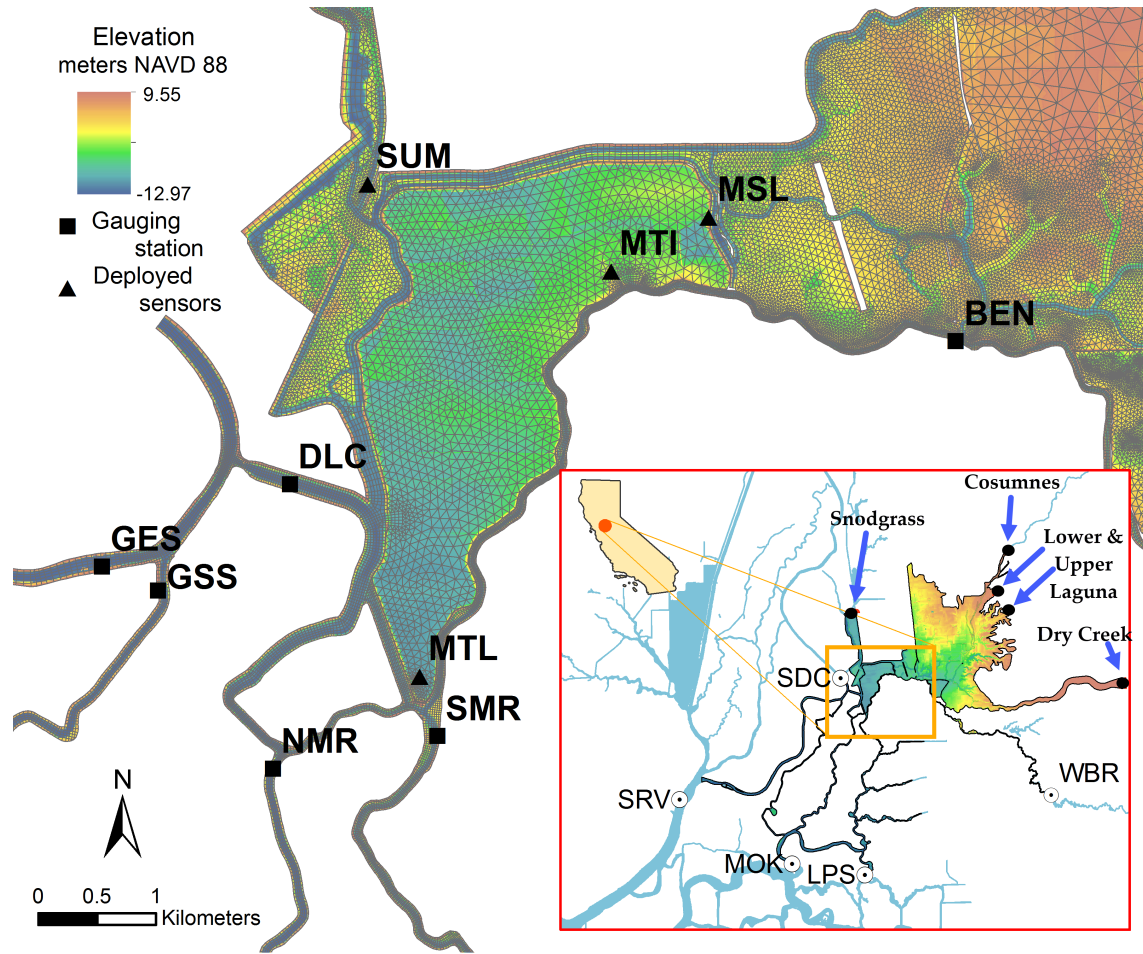 Elevation
meters NAVD 88
9.55
-12.97
Gauging
station
Deployed
sensors
SUM
MSL
MTI
BEN
DLC
GES
GSS
MTL
SMR
NMR
N
0 0.5 1
Kilometers
Cosumnes
Snodgrass
Lower &
Upper
Laguna
Dry Creek
SDC
SRV
WBR
MOK
LPS